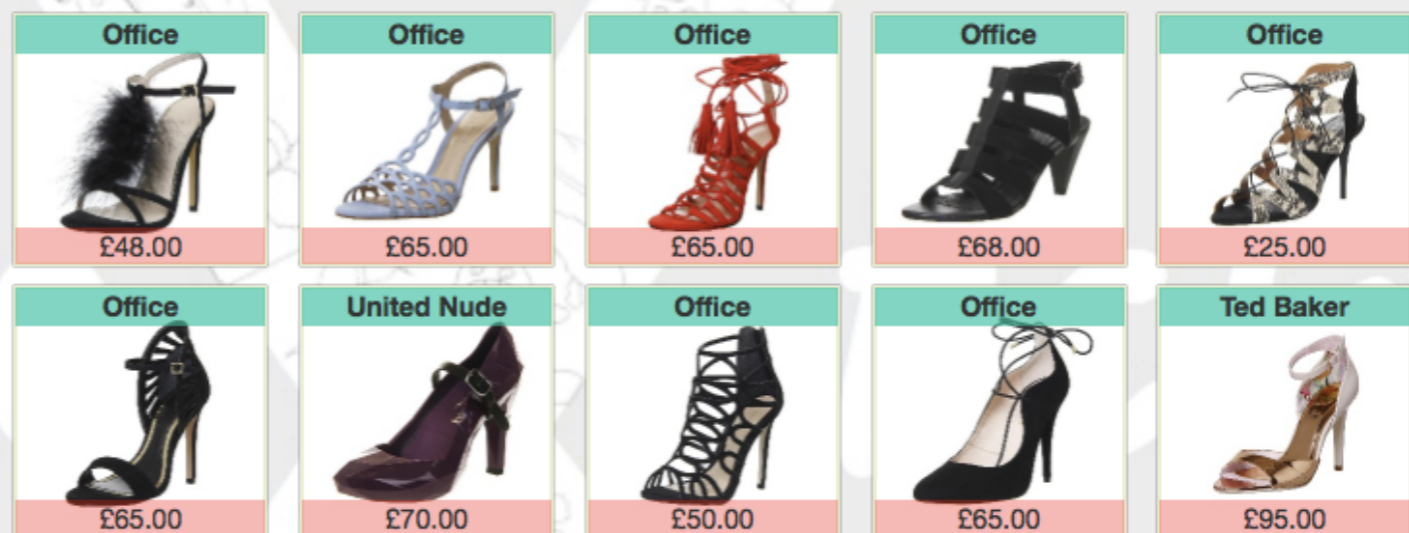 Office Office Office Office Office
£48.00 £65.00 £65.00 £68.00 £25.00
Office United Nude Office Office Ted Baker
£65.00 £70.00 £50.00 £65.00 £95.00